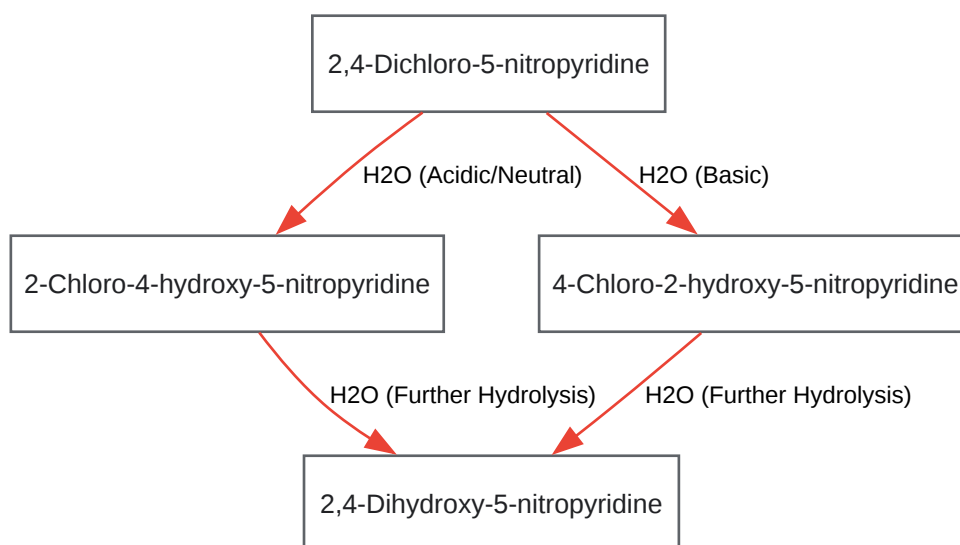 2,4-Dichloro-5-nitropyridine
H2O (Acidic/Neutral)
H2O (Basic)
2-Chloro-4-hydroxy-5-nitropyridine
4-Chloro-2-hydroxy-5-nitropyridine
H2O (Further Hydrolysis)
H2O (Further Hydrolysis)
2,4-Dihydroxy-5-nitropyridine